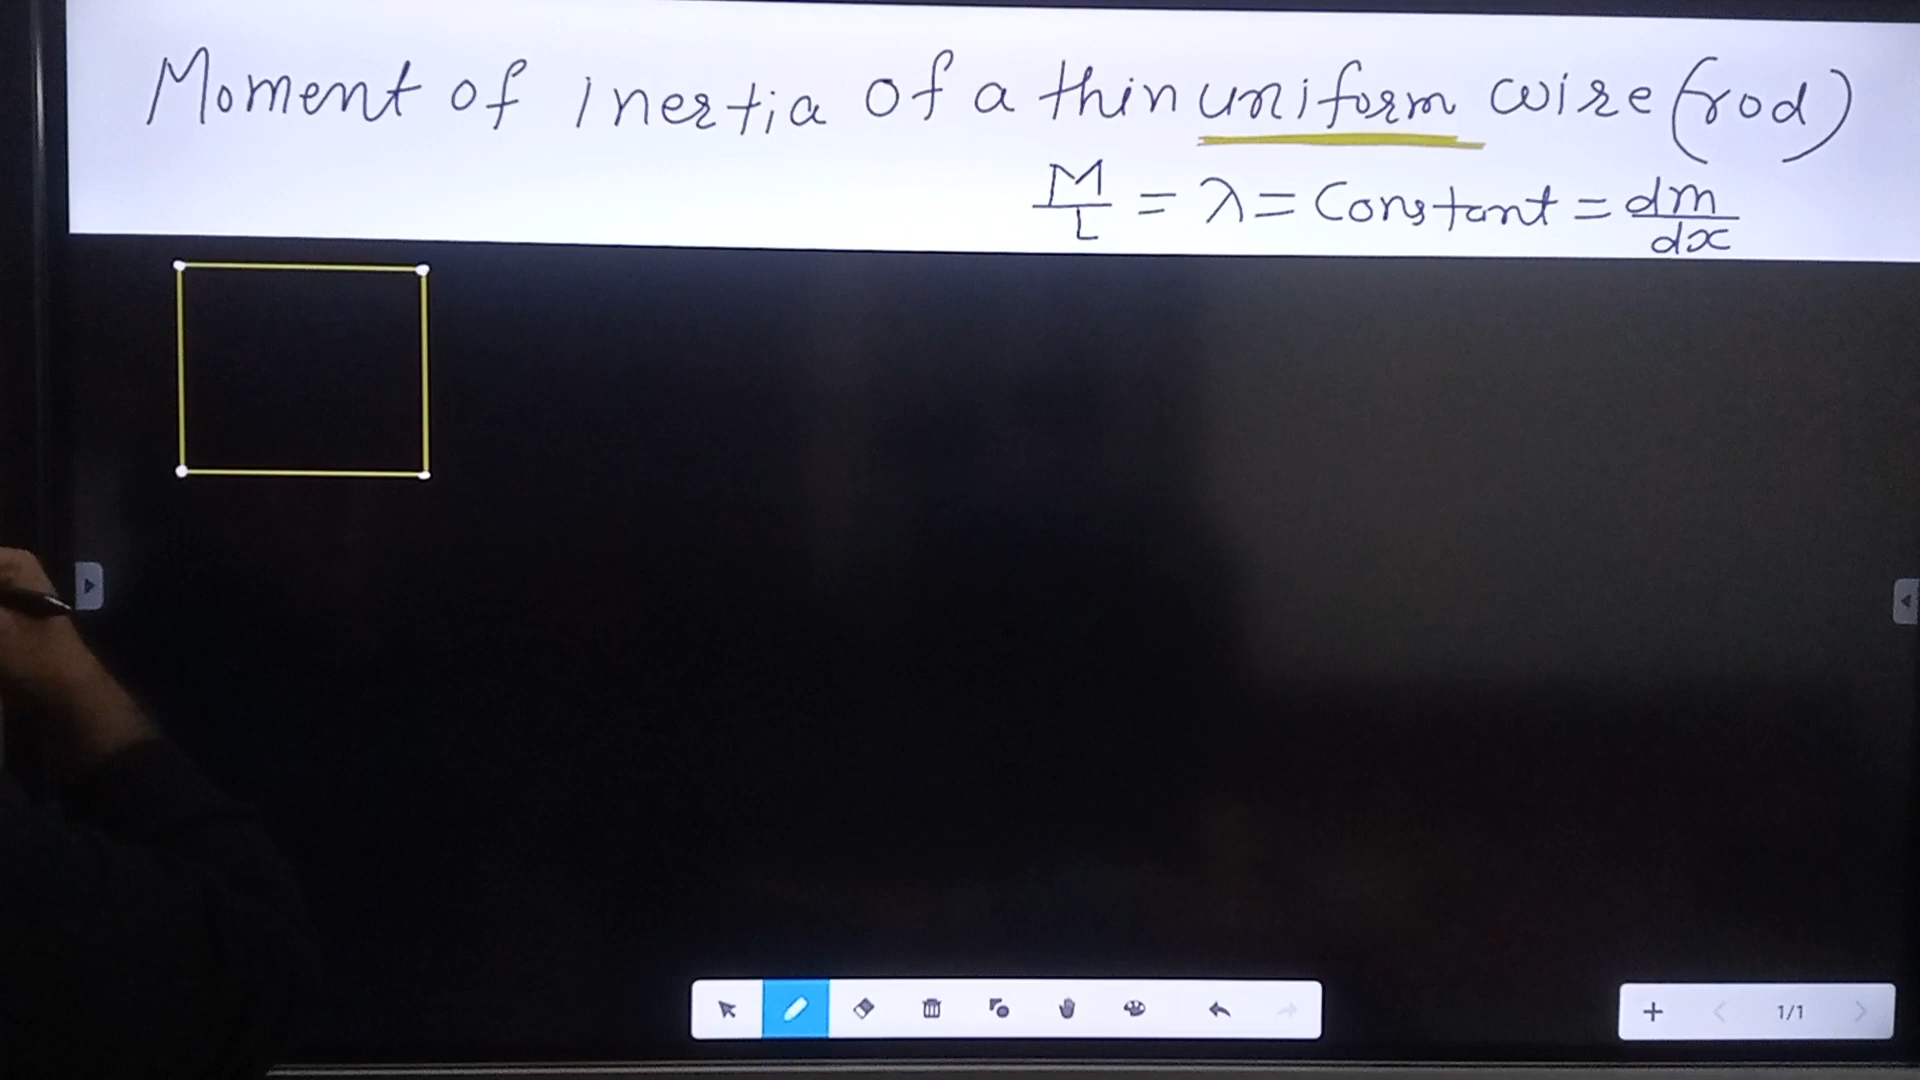 Moment of inertia of a thin uniform wire (rod)
M/L = λ = Constant = dm/dx
1/1